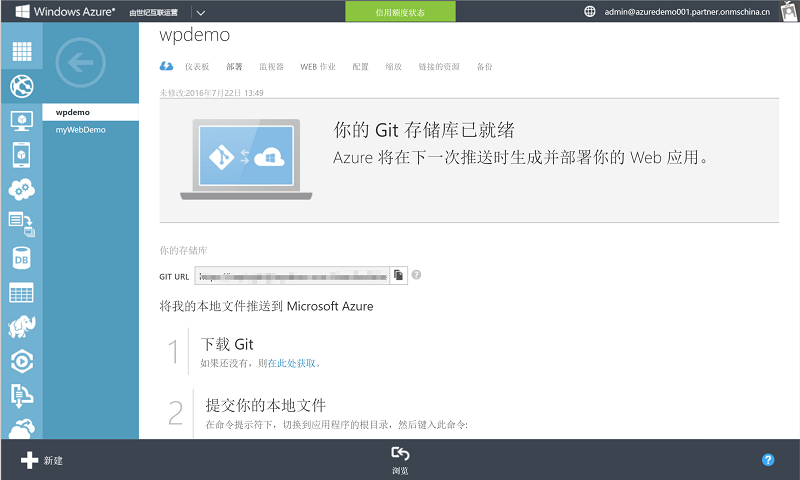 Windows Azure® 由世纪互联运营 信用额度状态 admin@azuredemo001.partner.onmschina.cn
wpdemo
仪表板 部署 监视器 WEB 作业 配置 缩放 链接的资源 备份
未修改:2016年7月22日 13:49
wpdemo
myWebDemo
你的 Git 存储库已就绪
Azure 将在下一次推送时生成并部署你的 Web 应用。
你的存储库
GIT URL
将我的本地文件推送到 Microsoft Azure
1 下载 Git
如果还没有，则在此处获取。
2 提交你的本地文件
在命令提示符下，切换到应用程序的根目录，然后键入此命令:
DB
新建 浏览 ?